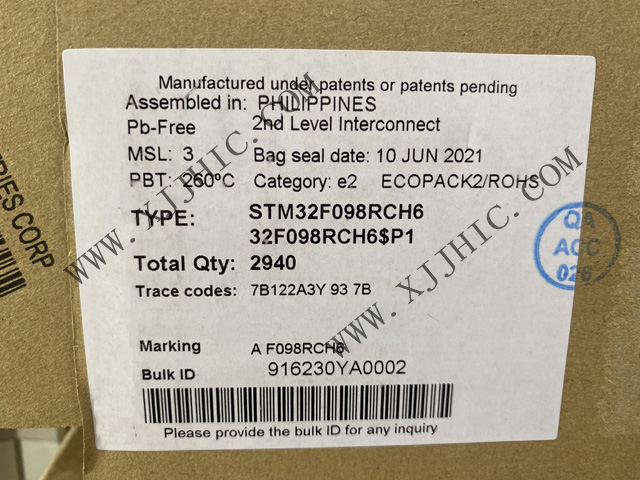 Manufactured under patents or patents pending
Assembled in: PHILIPPINES
Pb-Free 2nd Level Interconnect
MSL: 3 Bag seal date: 10 JUN 2021
PBT: 260ºC Category: e2 ECOPACK2/ROHS
TYPE: STM32F098RCH6
32F098RCH6$P1
Total Qty: 2940
Trace codes: 7B122A3Y 93 7B
Marking A F098RCH6
Bulk ID 916230YA0002
Please provide the bulk ID for any inquiry
QA
ACC
026
RIES CORP
WWW.XJJHIC.COM
WWW.XJJHIC.COM